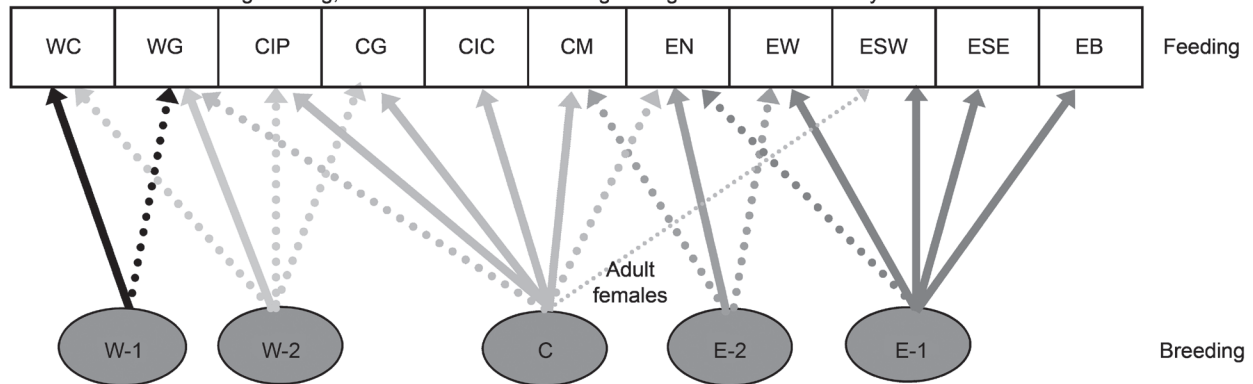 WC WG CIP CG CIC CM EN EW ESW ESE EB Feeding
Adult
females
W-1 W-2 C E-2 E-1 Breeding